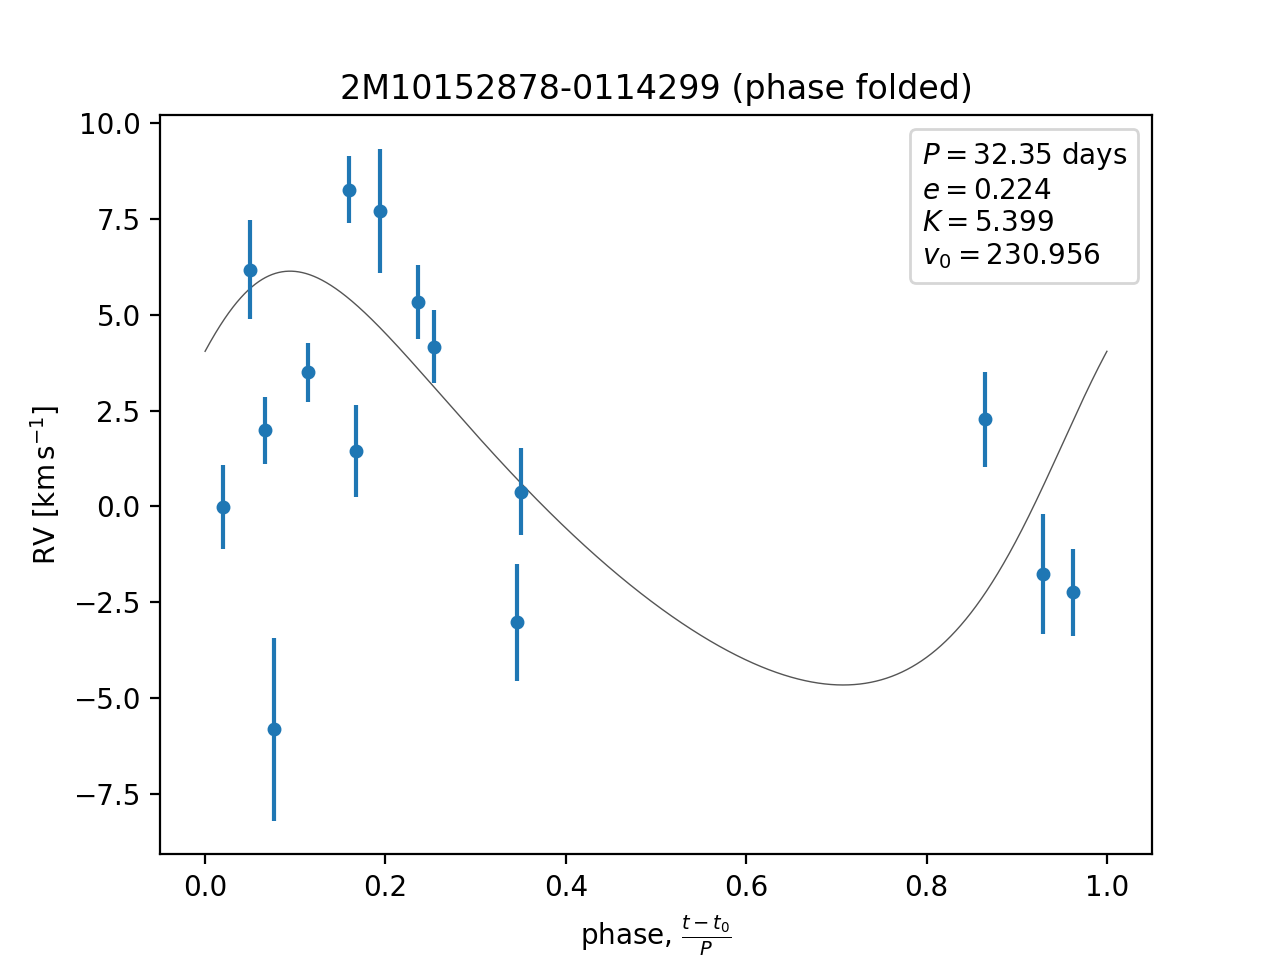 2M10152878-0114299 (phase folded)
P = 32.35 days
e = 0.224
K = 5.399
v₀ = 230.956
10.0
7.5
5.0
2.5
0.0
−2.5
−5.0
−7.5
RV [km s⁻¹]
0.0 0.2 0.4 0.6 0.8 1.0
phase, (t − t₀)/P